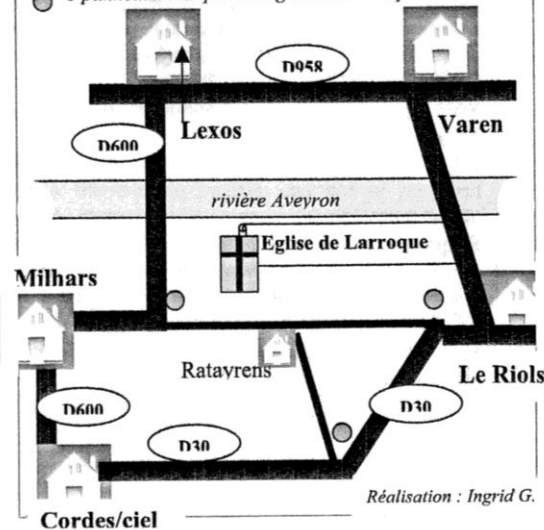 D958
Lexos
Varen
D600
rivière Aveyron
Eglise de Larroque
Milhars
Ratayrens
Le Riols
D600
D30
D30
Réalisation : Ingrid G.
Cordes/ciel